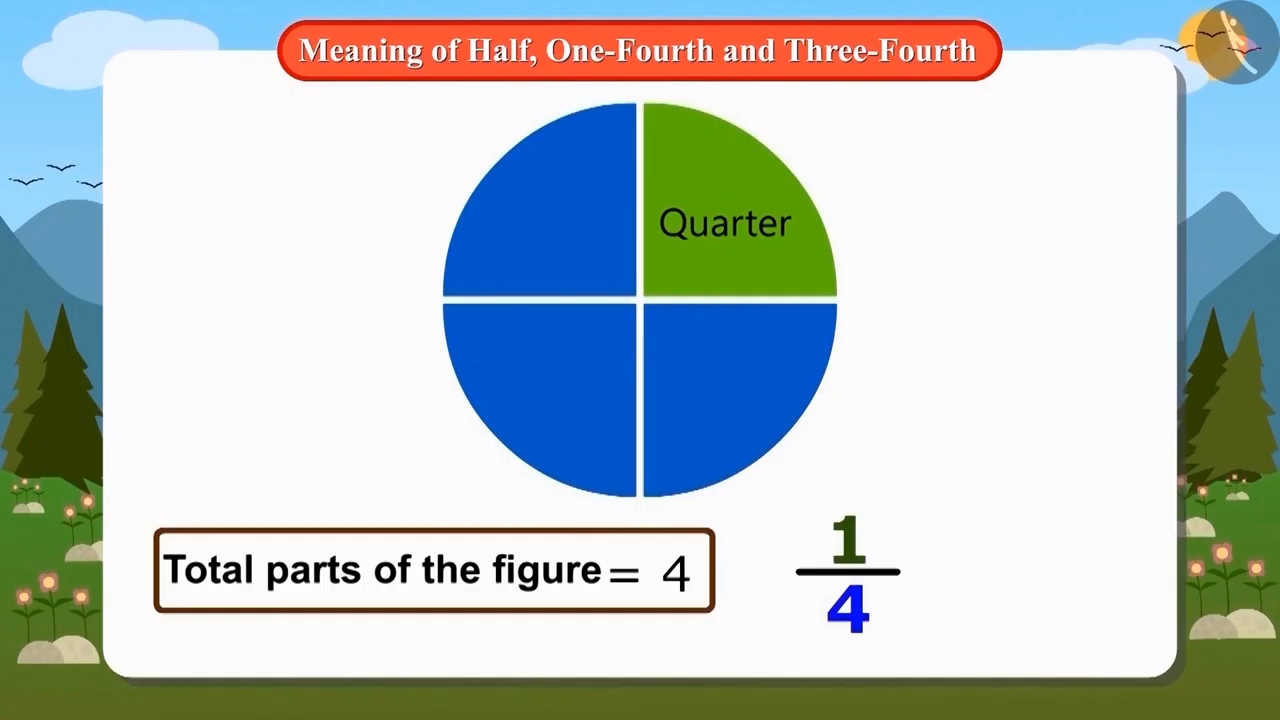 Meaning of Half, One-Fourth and Three-Fourth
Quarter
Total parts of the figure = 4
1
4